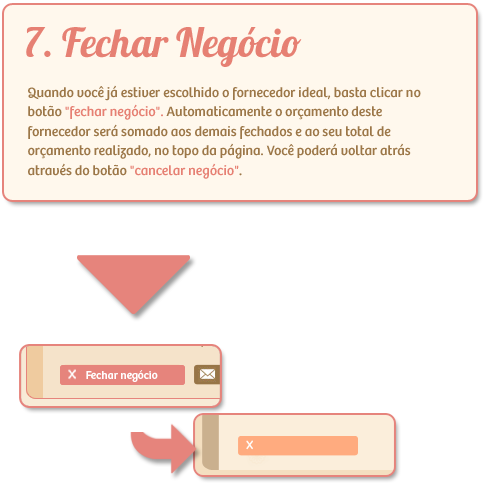 7. Fechar Negócio
Quando você já estiver escolhido o fornecedor ideal, basta clicar no
botão "fechar negócio". Automaticamente o orçamento deste
fornecedor será somado aos demais fechados e ao seu total de
orçamento realizado, no topo da página. Você poderá voltar atrás
através do botão "cancelar negócio".
X Fechar negócio
X